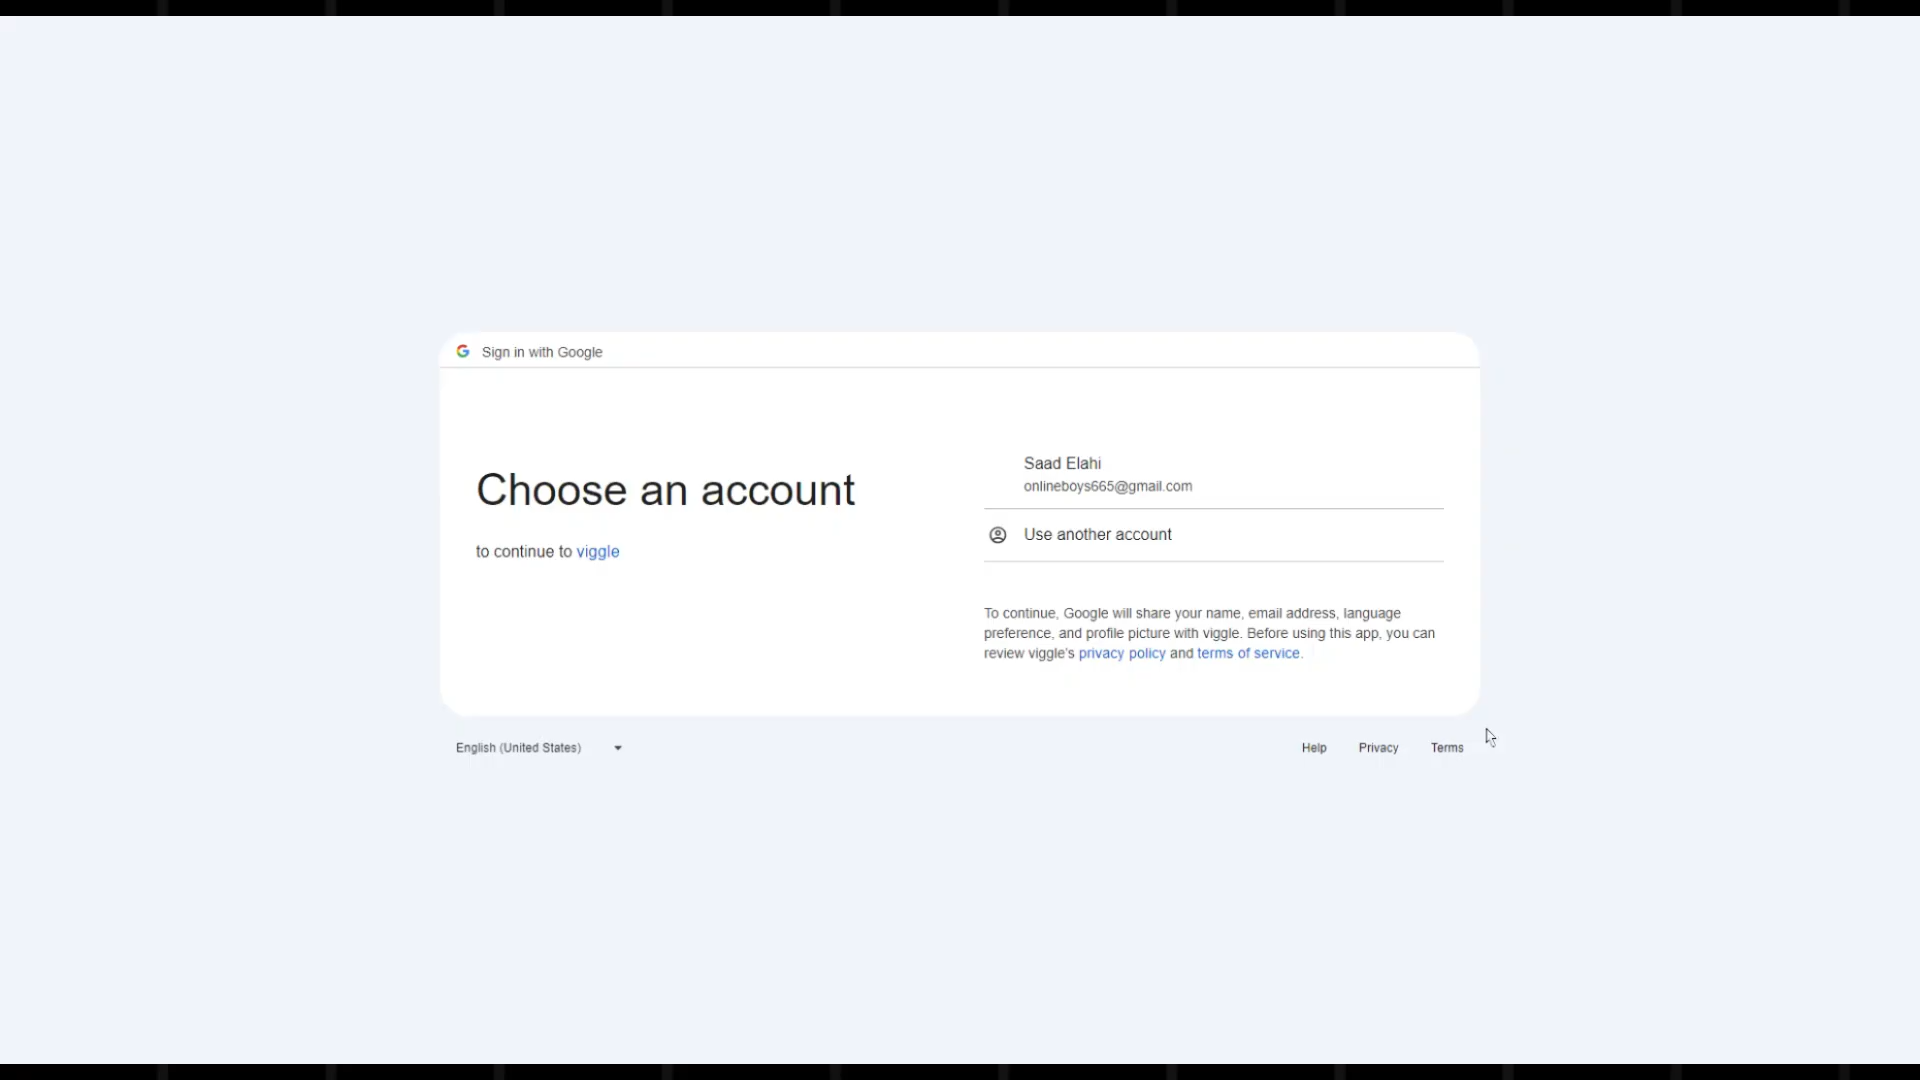 Sign in with Google
Choose an account
to continue to viggle
Saad Elahi
onlineboys665@gmail.com
Use another account
To continue, Google will share your name, email address, language
preference, and profile picture with viggle. Before using this app, you can
review viggle's privacy policy and terms of service.
English (United States)
Help
Privacy
Terms